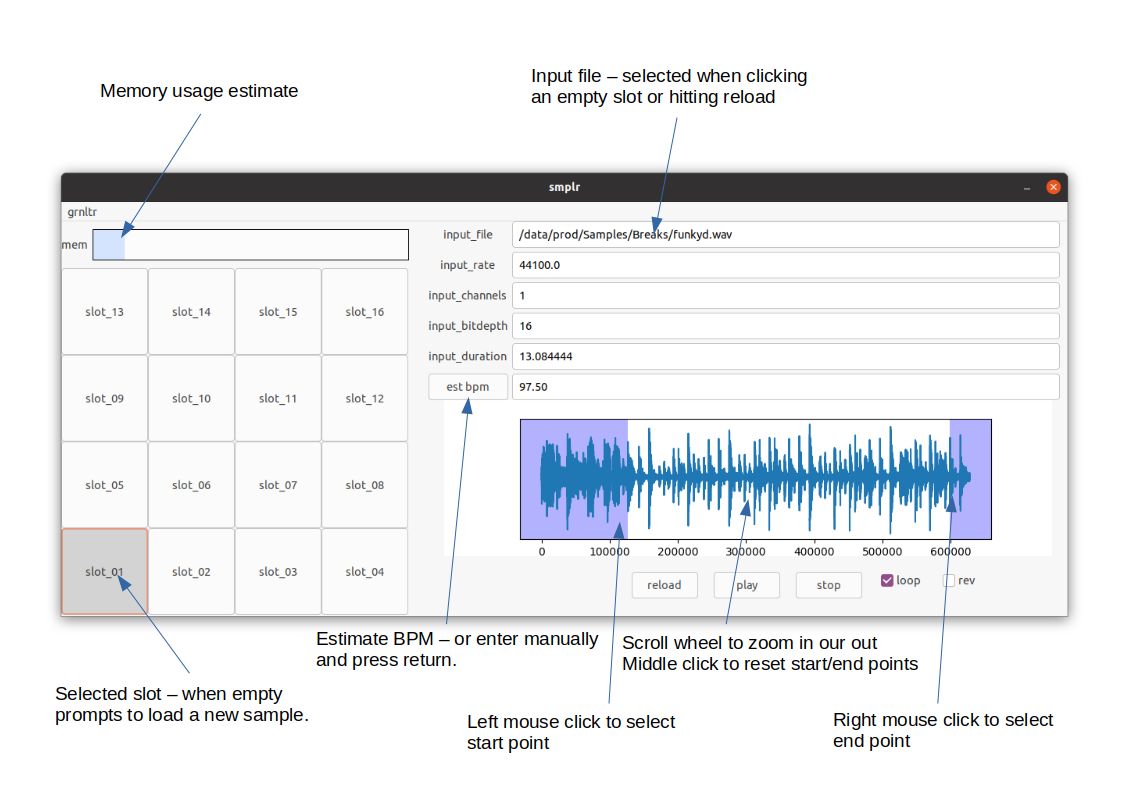 Memory usage estimate
Input file – selected when clicking
an empty slot or hitting reload
smplr
grnltr
mem
input_file /data/prod/Samples/Breaks/funkyd.wav
input_rate 44100.0
input_channels 1
input_bitdepth 16
input_duration 13.084444
est bpm 97.50
slot_13 slot_14 slot_15 slot_16
slot_09 slot_10 slot_11 slot_12
slot_05 slot_06 slot_07 slot_08
slot_01 slot_02 slot_03 slot_04
0 100000 200000 300000 400000 500000 600000
reload play stop loop rev
Estimate BPM – or enter manually
and press return.
Scroll wheel to zoom in our out
Middle click to reset start/end points
Selected slot – when empty
prompts to load a new sample.
Left mouse click to select
start point
Right mouse click to select
end point